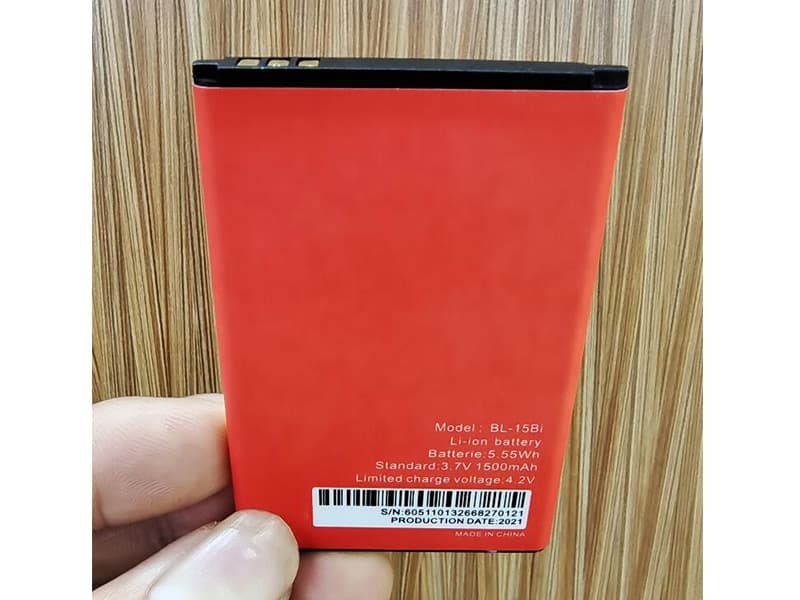 Model : BL-15Bi
Li-ion battery
Batterie:5.55Wh
Standard:3.7V 1500mAh
Limited charge voltage:4.2V
S/N:605110132668270121
PRODUCTION DATE:2021
MADE IN CHINA